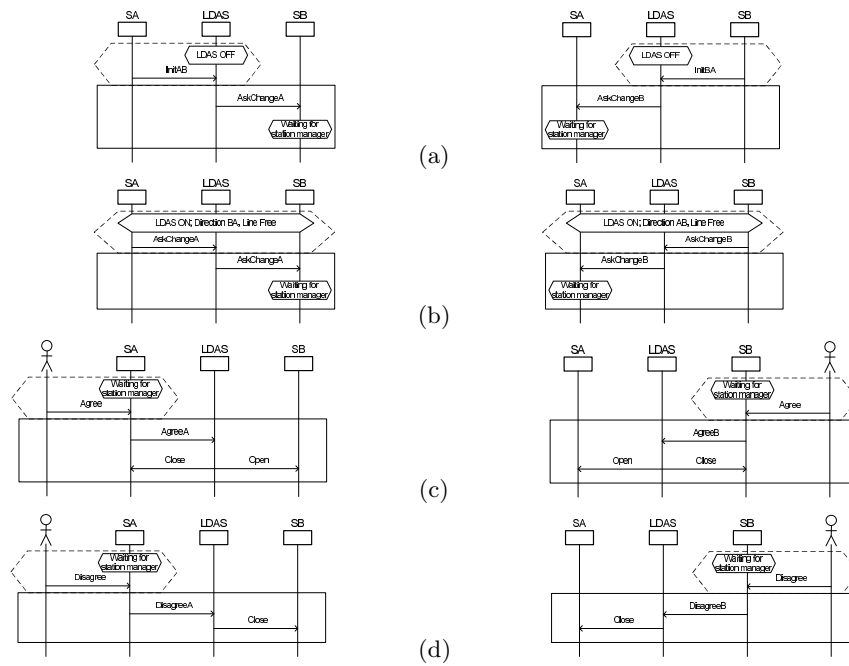 SA LDAS SB
LDAS OFF
InitAB
AskChangeA
Waiting for
station manager
SA LDAS SB
LDAS OFF
InitBA
AskChangeB
Waiting for
station manager
(a)
SA LDAS SB
LDAS ON; Direction BA, Line Free
AskChangeA
AskChangeA
Waiting for
station manager
SA LDAS SB
LDAS ON; Direction AB, Line Free
AskChangeB
AskChangeB
Waiting for
station manager
(b)
SA LDAS SB
Waiting for
station manager
Agree
AgreeA
Close Open
SA LDAS SB
Waiting for
station manager
Agree
AgreeB
Open Close
(c)
SA LDAS SB
Waiting for
station manager
Disagree
DisagreeA
Close
SA LDAS SB
Waiting for
station manager
Disagree
DisagreeB
Close
(d)